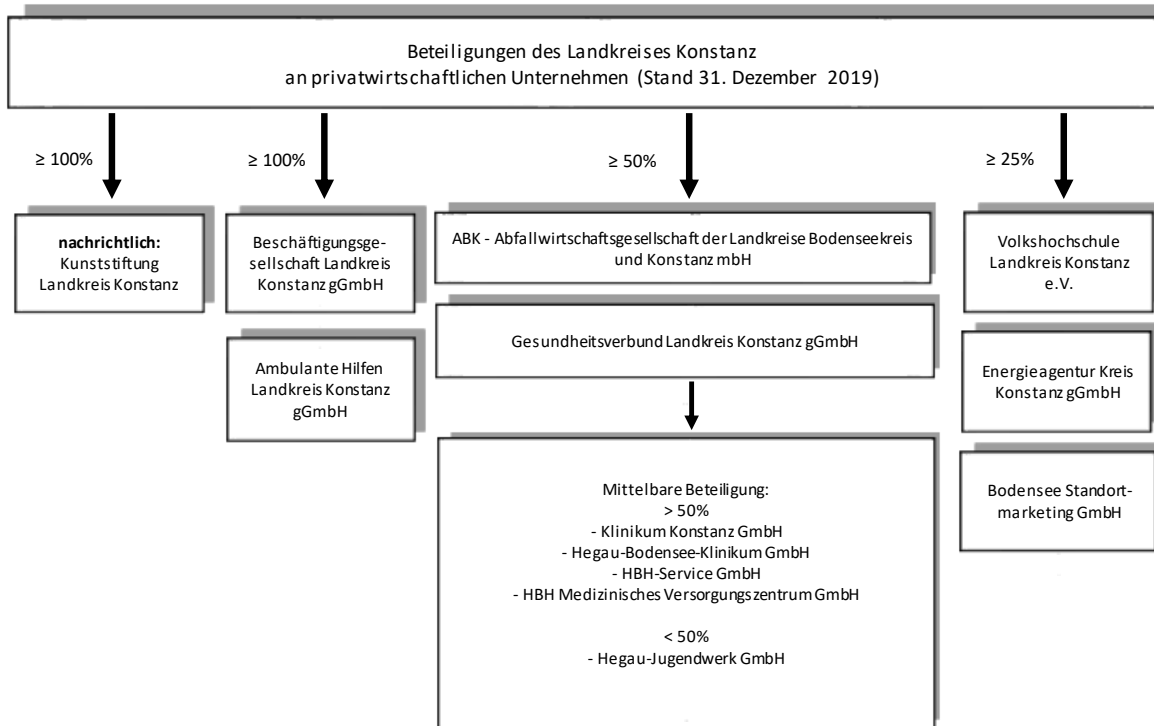 Beteiligungen des Landkreises Konstanz
an privatwirtschaftlichen Unternehmen (Stand 31. Dezember 2019)
≥ 100%
≥ 100%
≥ 50%
≥ 25%
nachrichtlich:
Kunststiftung
Landkreis Konstanz
Beschäftigungsge-
sellschaft Landkreis
Konstanz gGmbH
Ambulante Hilfen
Landkreis Konstanz
gGmbH
ABK - Abfallwirtschaftsgesellschaft der Landkreise Bodenseekreis
und Konstanz mbH
Gesundheitsverbund Landkreis Konstanz gGmbH
Mittelbare Beteiligung:
> 50%
- Klinikum Konstanz GmbH
- Hegau-Bodensee-Klinikum GmbH
- HBH-Service GmbH
- HBH Medizinisches Versorgungszentrum GmbH
< 50%
- Hegau-Jugendwerk GmbH
Volkshochschule
Landkreis Konstanz
e.V.
Energieagentur Kreis
Konstanz gGmbH
Bodensee Standort-
marketing GmbH